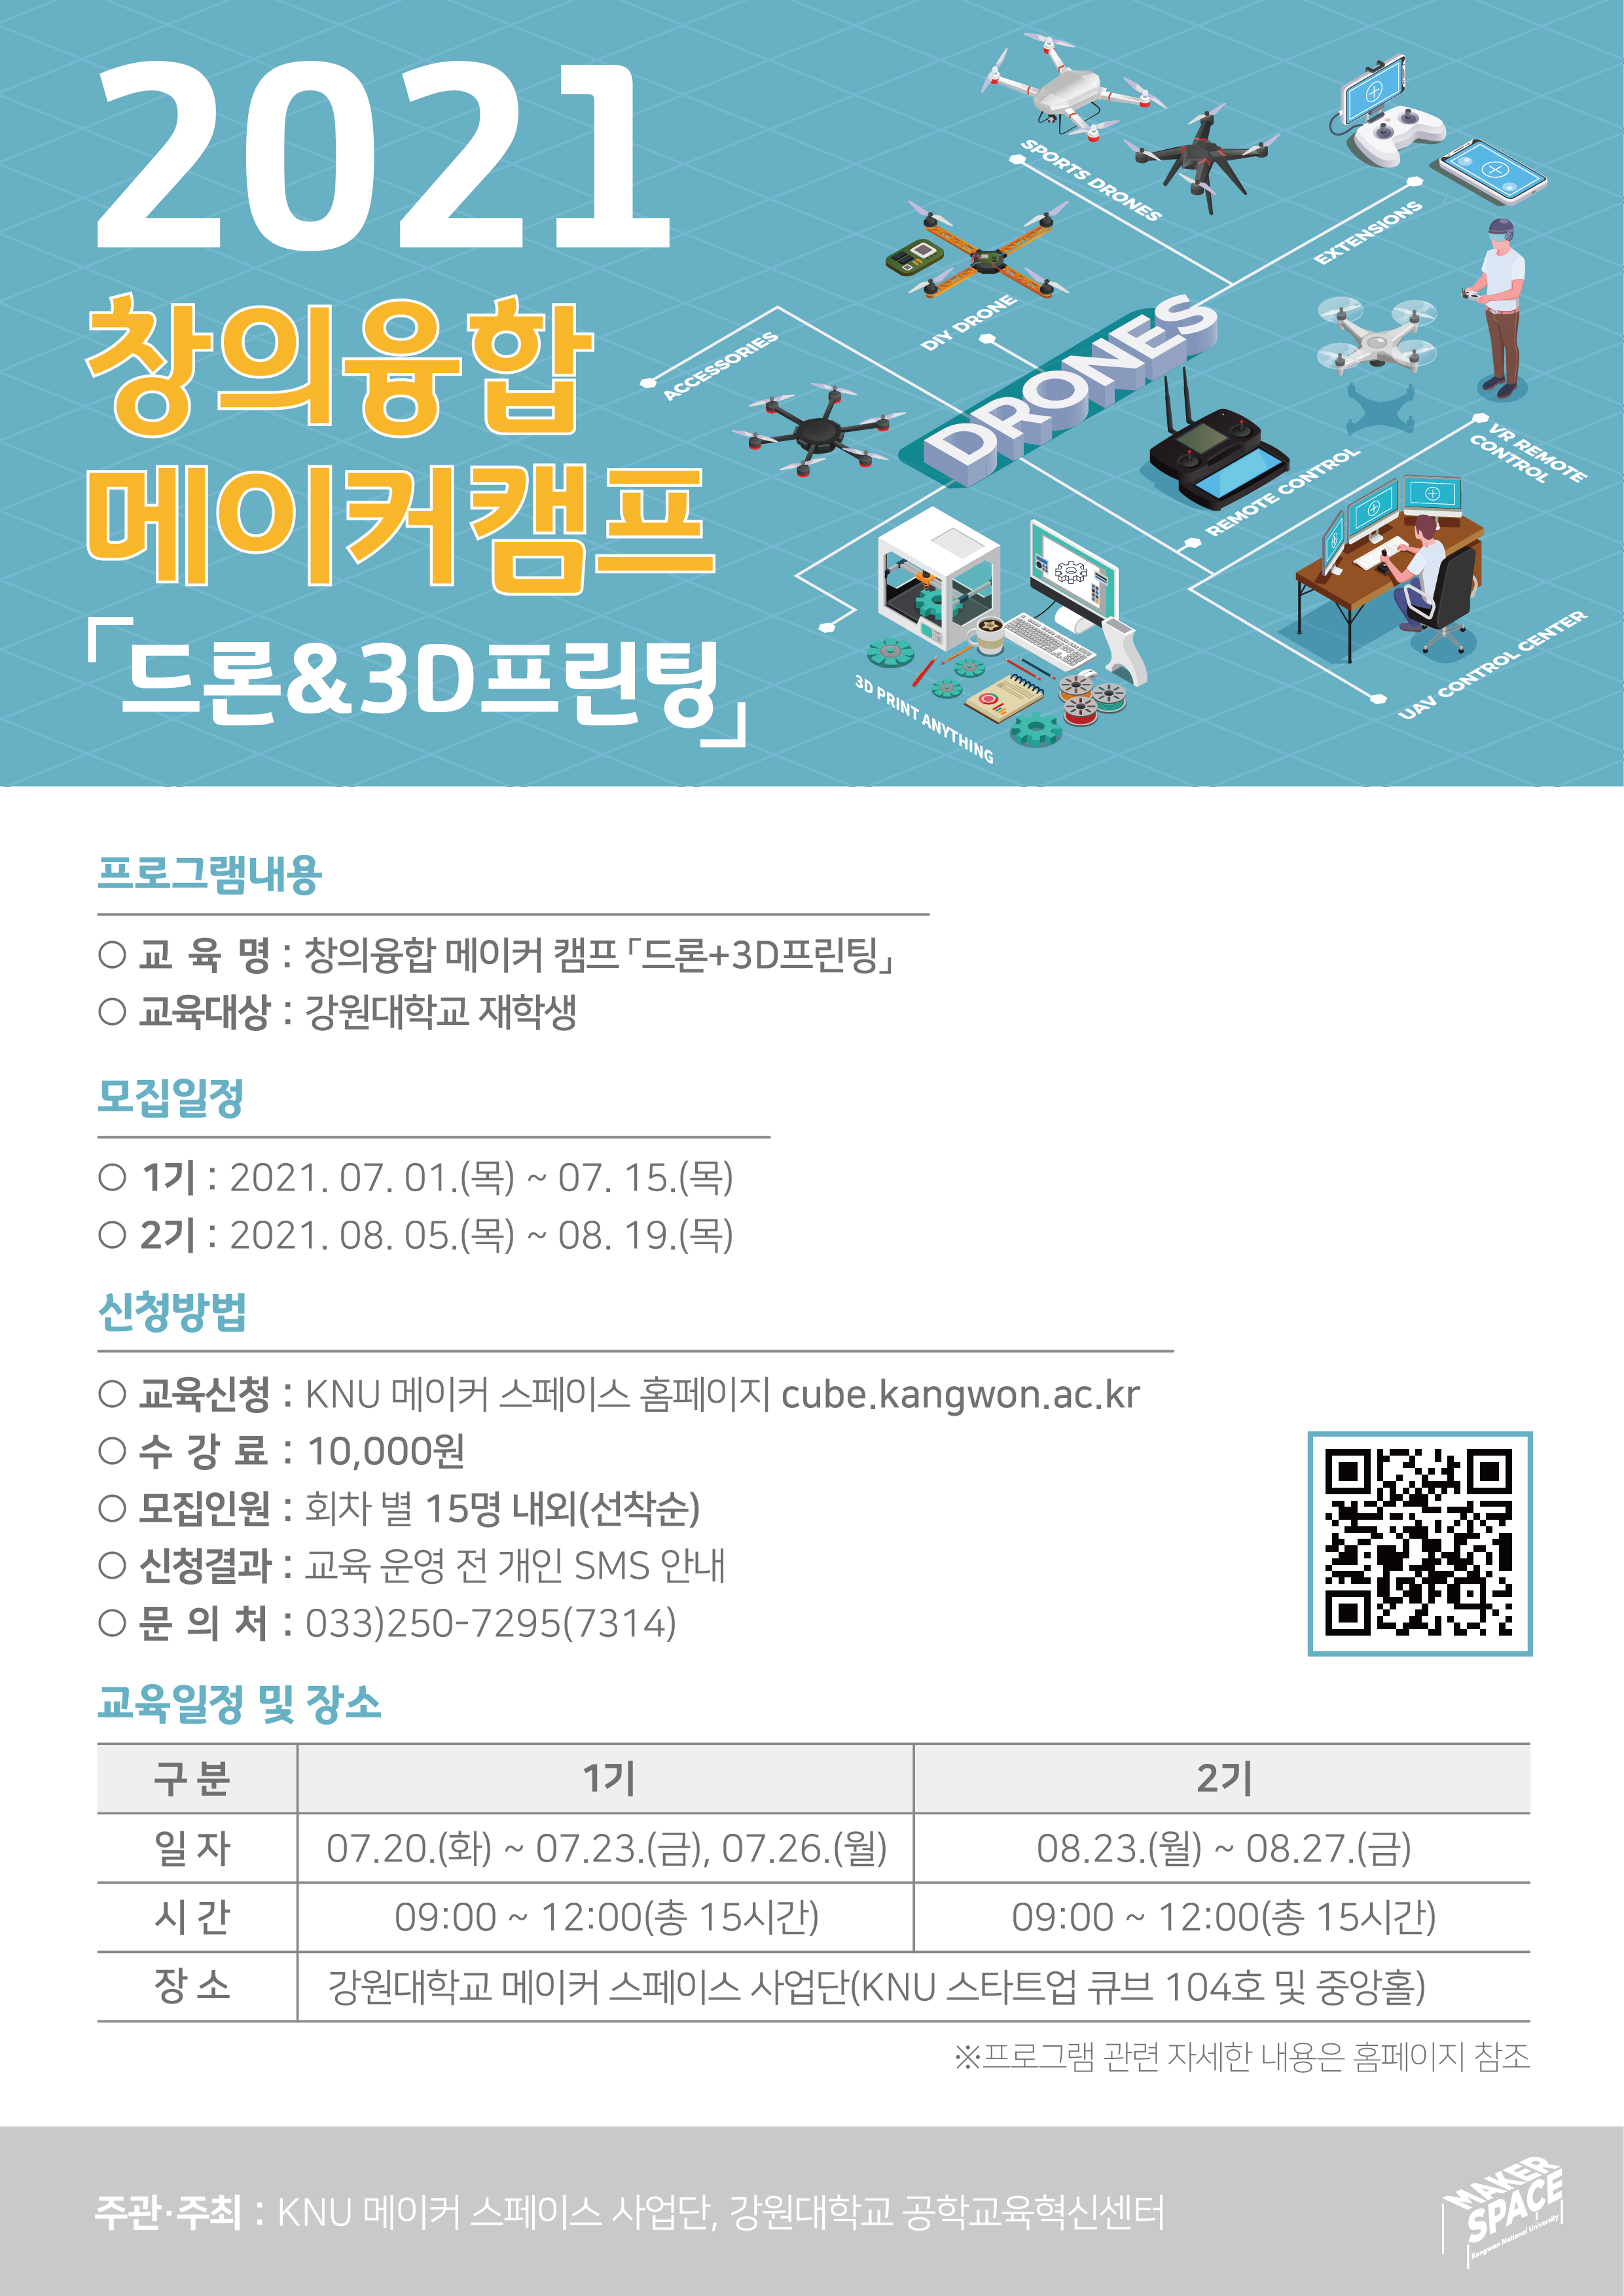 2021
창의융합
메이커캠프
「드론&3D프린팅」
SPORTS DRONES
EXTENSIONS
DIY DRONE
ACCESSORIES
DRONES
VR REMOTE
CONTROL
REMOTE CONTROL
UAV CONTROL CENTER
3D PRINT ANYTHING
프로그램내용
○ 교 육 명 : 창의융합 메이커 캠프「드론+3D프린팅」
○ 교육대상 : 강원대학교 재학생
모집일정
○ 1기 : 2021. 07. 01.(목) ~ 07. 15.(목)
○ 2기 : 2021. 08. 05.(목) ~ 08. 19.(목)
신청방법
○ 교육신청 : KNU 메이커 스페이스 홈페이지 cube.kangwon.ac.kr
○ 수 강 료 : 10,000원
○ 모집인원 : 회차 별 15명 내외(선착순)
○ 신청결과 : 교육 운영 전 개인 SMS 안내
○ 문 의 처 : 033)250-7295(7314)
교육일정 및 장소
구 분 1기 2기
일 자 07.20.(화) ~ 07.23.(금), 07.26.(월) 08.23.(월) ~ 08.27.(금)
시 간 09:00 ~ 12:00(총 15시간) 09:00 ~ 12:00(총 15시간)
장 소 강원대학교 메이커 스페이스 사업단(KNU 스타트업 큐브 104호 및 중앙홀)
※프로그램 관련 자세한 내용은 홈페이지 참조
주관·주최 : KNU 메이커 스페이스 사업단, 강원대학교 공학교육혁신센터
MAKER
SPACE
Kangwon National University